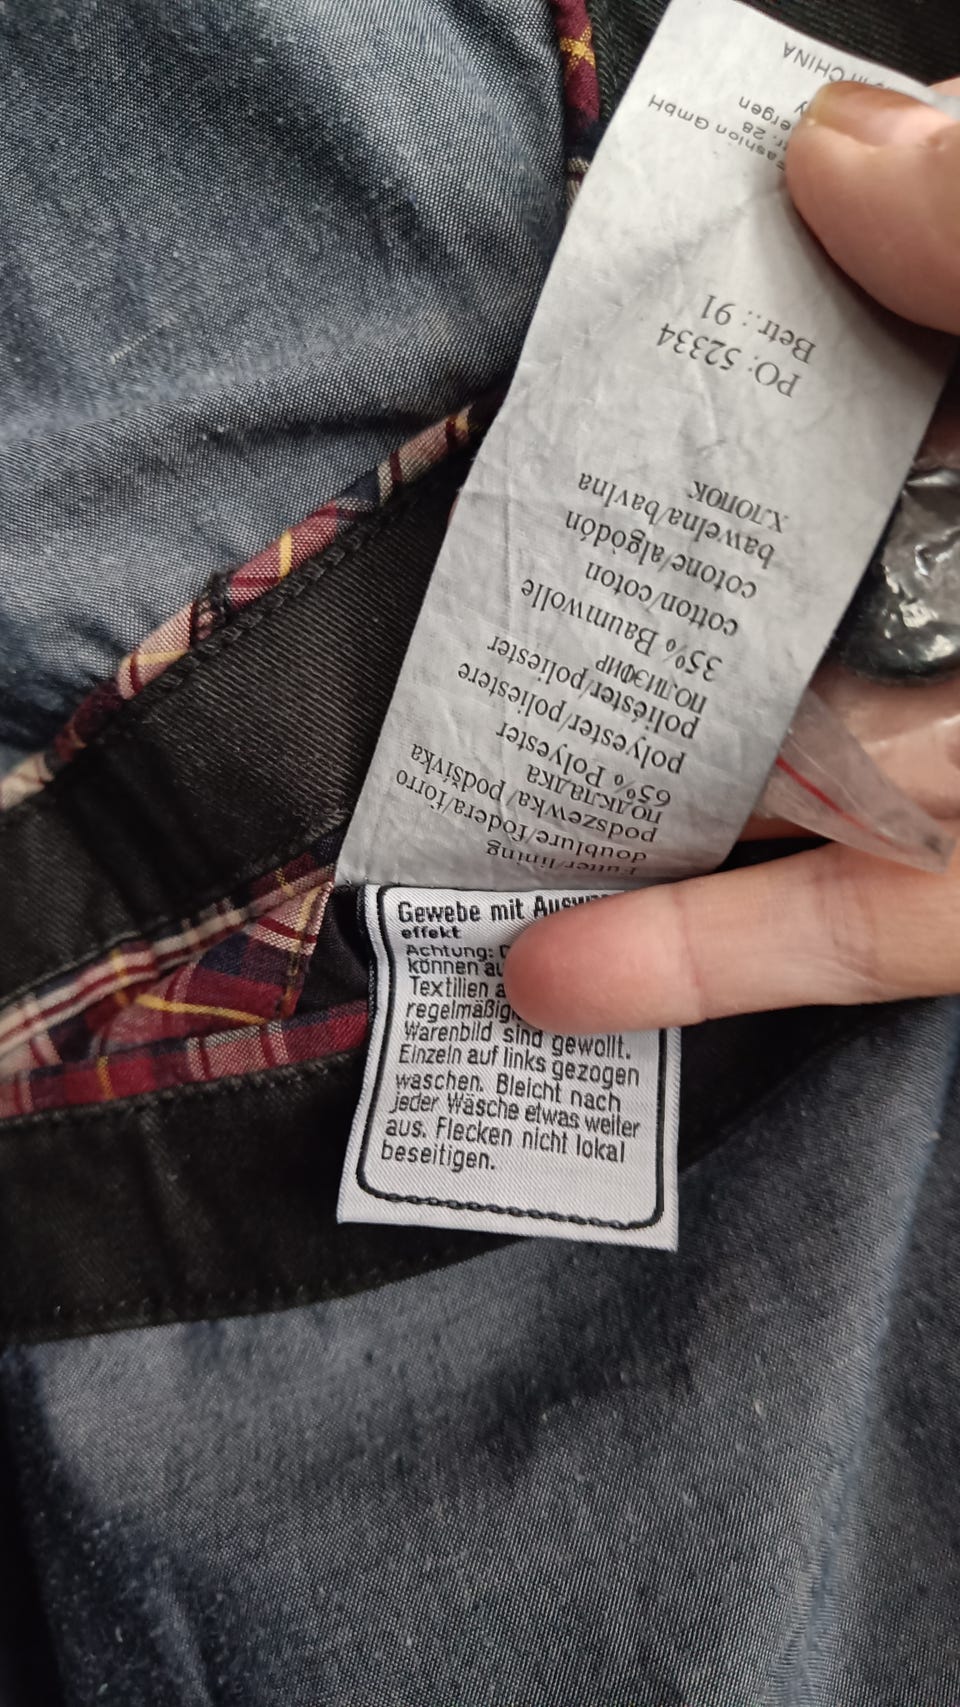 Futter/lining
doublure/fodera/forro
podszewka/podšívka
подкладка
65% Polyester
polyester/poliestere
poliéster/poliester
полиэфир
35% Baumwolle
cotton/coton
cotone/algodón
bawełna/bavlna
хлопок
PO: 52334
Betr.: 91
Fashion GmbH
28
ergen
in CHINA
Gewebe mit
effekt
Achtung:
können
Textilien
regelmäßig
Warenbild sind gewollt.
Einzeln auf links gezogen
waschen. Bleicht nach
jeder Wäsche etwas weiter
aus. Flecken nicht lokal
beseitigen.